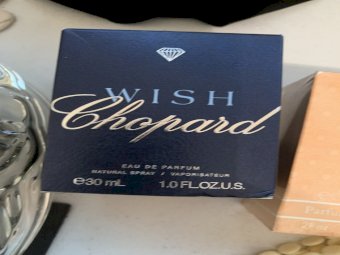 WISH
Chopard
EAU DE PARFUM
NATURAL SPRAY / VAPORISATEUR
℮30 mL 1.0 FL.OZ.U.S.